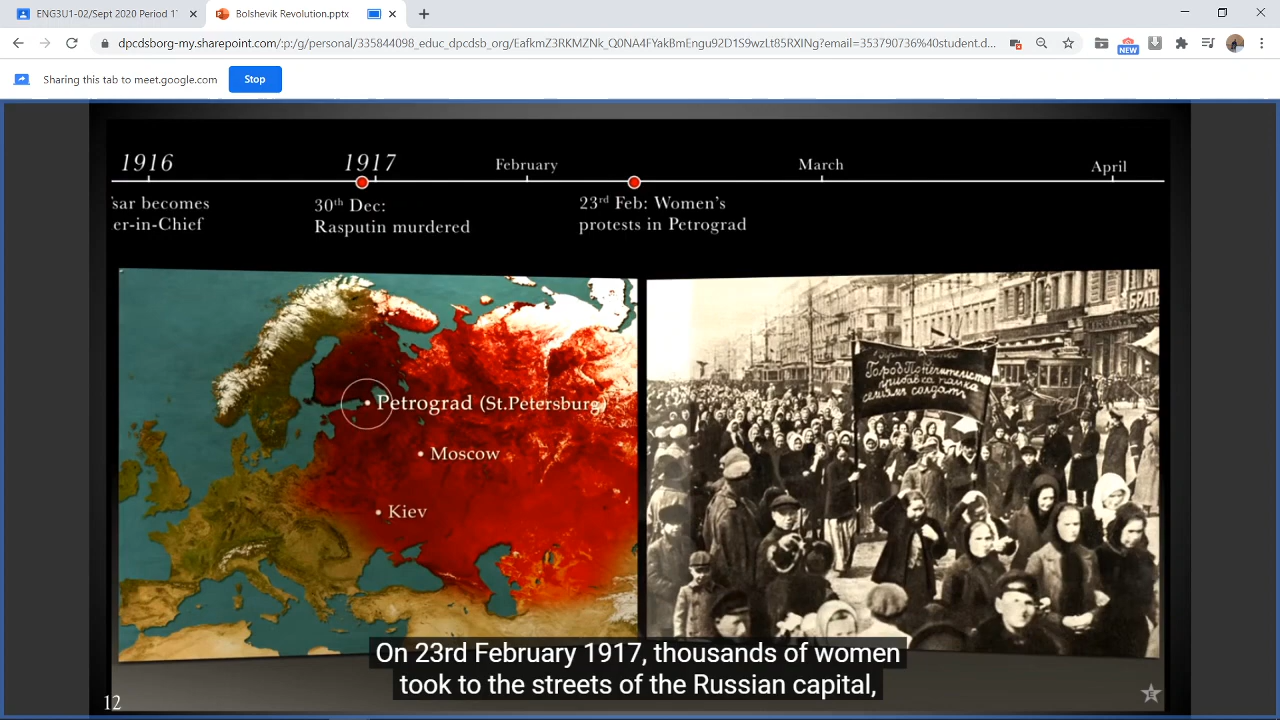 ENG3U1-02/Sept 2020 Period 1
Bolshevik Revolution.pptx
dpcdsborg-my.sharepoint.com/:p:/g/personal/335844098_stuc_dpcdsb_org/EafkmZ3RKMZNk_Q0NA4FYakBmEngu92D1S9wzLt85RXINg?email=353790736%40student.d...
NEW
Sharing this tab to meet.google.com
Stop
1916
1917
February
March
April
sar becomes
er-in-Chief
30th Dec:
Rasputin murdered
23rd Feb: Women's
protests in Petrograd
Petrograd (St.Petersburg)
Moscow
Kiev
БРАТЬ
семьямъ солдатъ
On 23rd February 1917, thousands of women
took to the streets of the Russian capital,
12
E